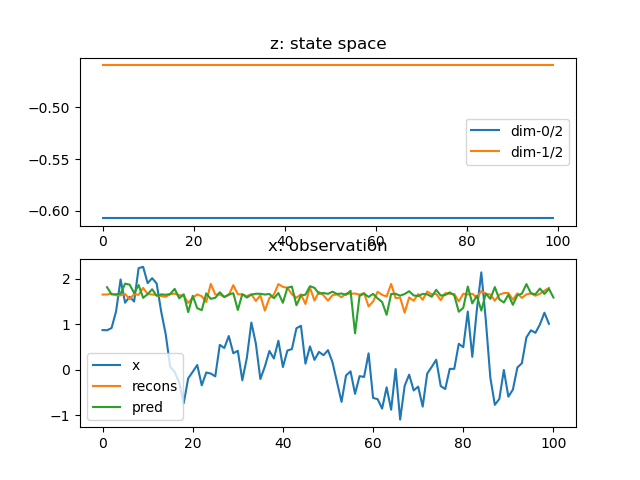 z: state space
−0.50
−0.55
−0.60
dim-0/2
dim-1/2
0
20
40
60
80
100
x: observation
2
1
0
−1
x
recons
pred
0
20
40
60
80
100